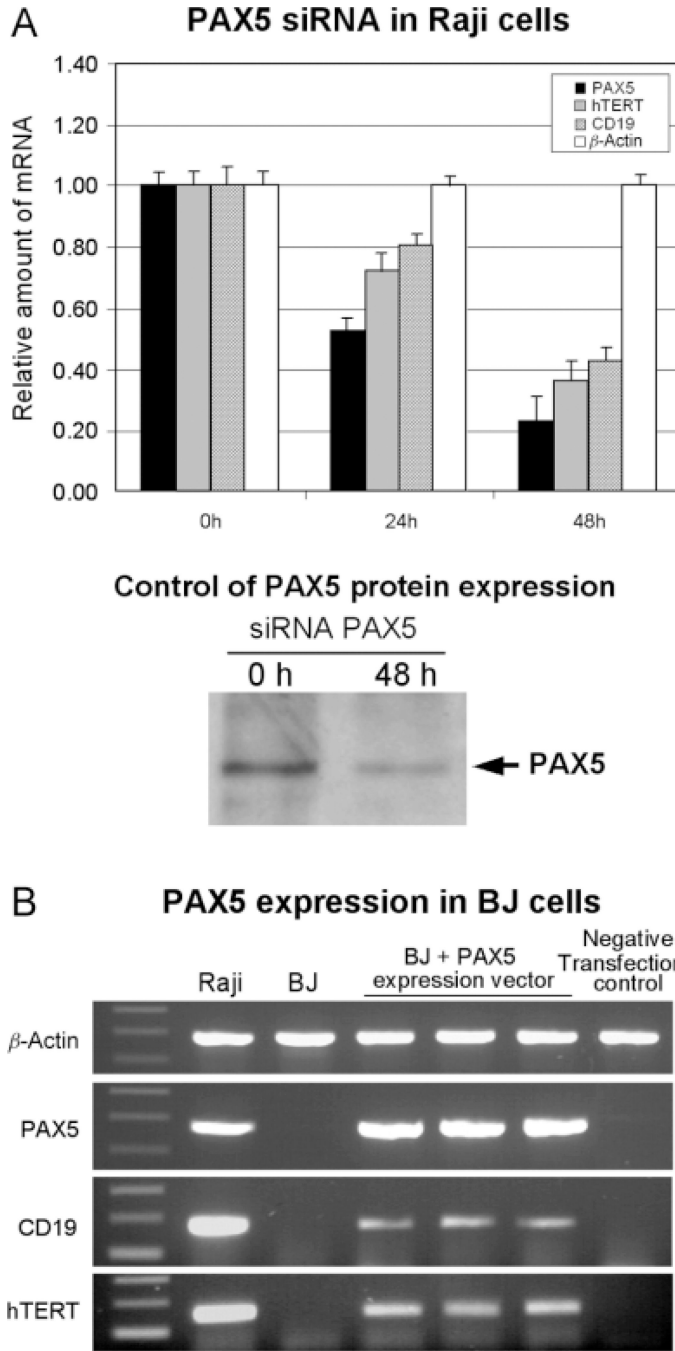 A
PAX5 siRNA in Raji cells
1.40
1.20
1.00
0.80
0.60
0.40
0.20
0.00
Relative amount of mRNA
PAX5
hTERT
CD19
β-Actin
0h
24h
48h
Control of PAX5 protein expression
siRNA PAX5
0 h
48 h
PAX5
B
PAX5 expression in BJ cells
Raji
BJ
BJ + PAX5
expression vector
Negative
Transfection
control
β-Actin
PAX5
CD19
hTERT